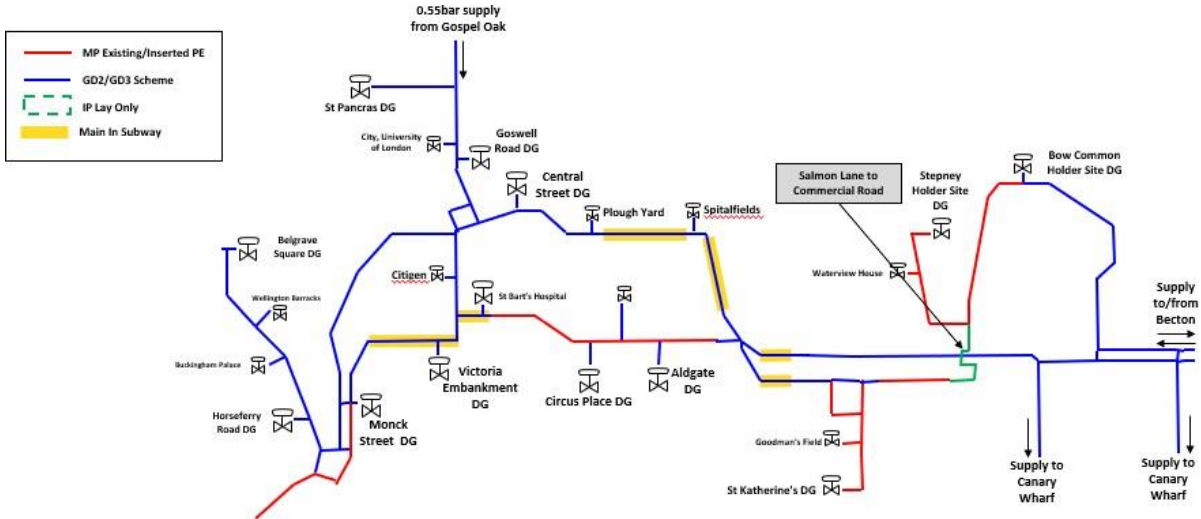 0.55bar supply
from Gospel Oak
MP Existing/Inserted PE
GD2/GD3 Scheme
IP Lay Only
Main In Subway
St Pancras DG
City, University
of London
Goswell
Road DG
Central
Street DG
Plough Yard
Spitalfields
Salmon Lane to
Commercial Road
Stepney
Holder Site
DG
Bow Common
Holder Site DG
Belgrave
Square DG
Wellington Barracks
Citigen
St Bart's Hospital
Waterview House
Supply
to/from
Becton
Buckingham Palace
Horseferry
Road DG
Monck
Street DG
Victoria
Embankment
DG
Circus Place DG
Aldgate
DG
Goodman's Field
St Katherine's DG
Supply to
Canary
Wharf
Supply to
Canary
Wharf